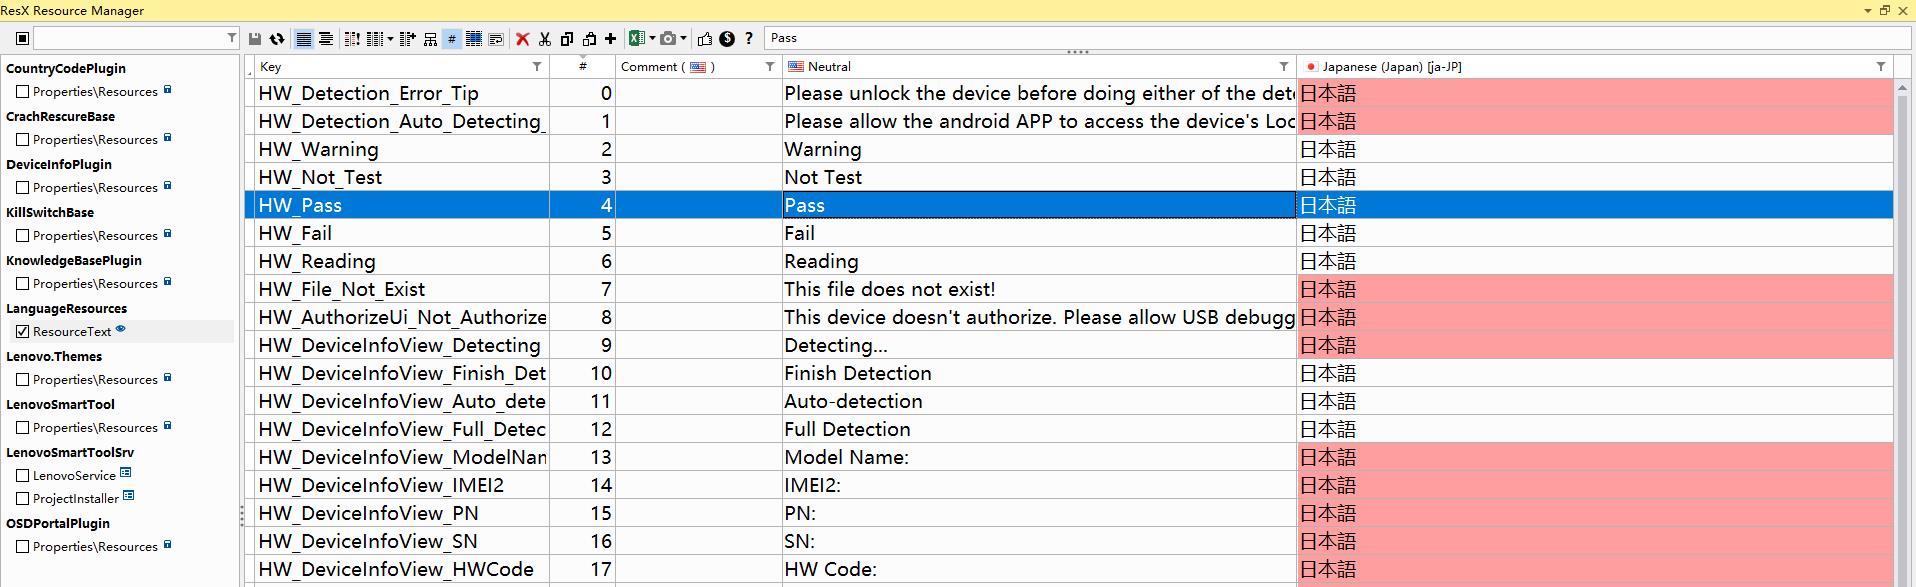 ResX Resource Manager
# $ ? Pass
CountryCodePlugin
Properties\Resources
CrachRescureBase
Properties\Resources
DeviceInfoPlugin
Properties\Resources
KillSwitchBase
Properties\Resources
KnowledgeBasePlugin
Properties\Resources
LanguageResources
ResourceText
Lenovo.Themes
Properties\Resources
LenovoSmartTool
Properties\Resources
LenovoSmartToolSrv
LenovoService
ProjectInstaller
OSDPortalPlugin
Properties\Resources
Key # Comment ( ) Neutral Japanese (Japan) [ja-JP]
HW_Detection_Error_Tip 0 Please unlock the device before doing either of the dete 日本語
HW_Detection_Auto_Detecting_ 1 Please allow the android APP to access the device's Loc 日本語
HW_Warning 2 Warning 日本語
HW_Not_Test 3 Not Test 日本語
HW_Pass 4 Pass 日本語
HW_Fail 5 Fail 日本語
HW_Reading 6 Reading 日本語
HW_File_Not_Exist 7 This file does not exist! 日本語
HW_AuthorizeUi_Not_Authorize 8 This device doesn't authorize. Please allow USB debugg 日本語
HW_DeviceInfoView_Detecting 9 Detecting... 日本語
HW_DeviceInfoView_Finish_Det 10 Finish Detection 日本語
HW_DeviceInfoView_Auto_dete 11 Auto-detection 日本語
HW_DeviceInfoView_Full_Detec 12 Full Detection 日本語
HW_DeviceInfoView_ModelNan 13 Model Name: 日本語
HW_DeviceInfoView_IMEI2 14 IMEI2: 日本語
HW_DeviceInfoView_PN 15 PN: 日本語
HW_DeviceInfoView_SN 16 SN: 日本語
HW_DeviceInfoView_HWCode 17 HW Code: 日本語